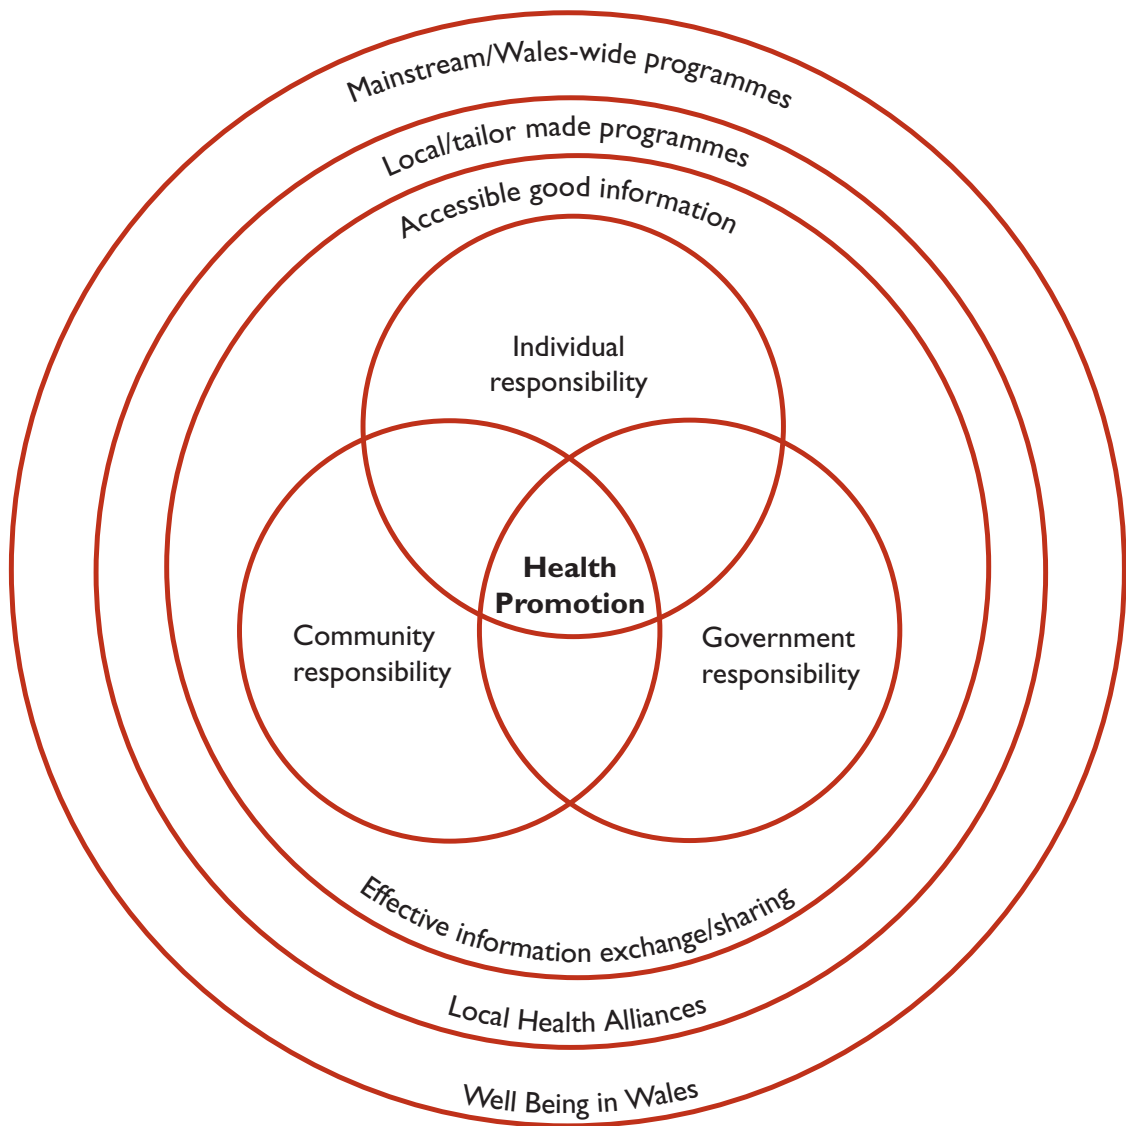 Mainstream/Wales-wide programmes
Local/tailor made programmes
Accessible good information
Individual
responsibility
Health
Promotion
Community
responsibility
Government
responsibility
Effective information exchange/sharing
Local Health Alliances
Well Being in Wales